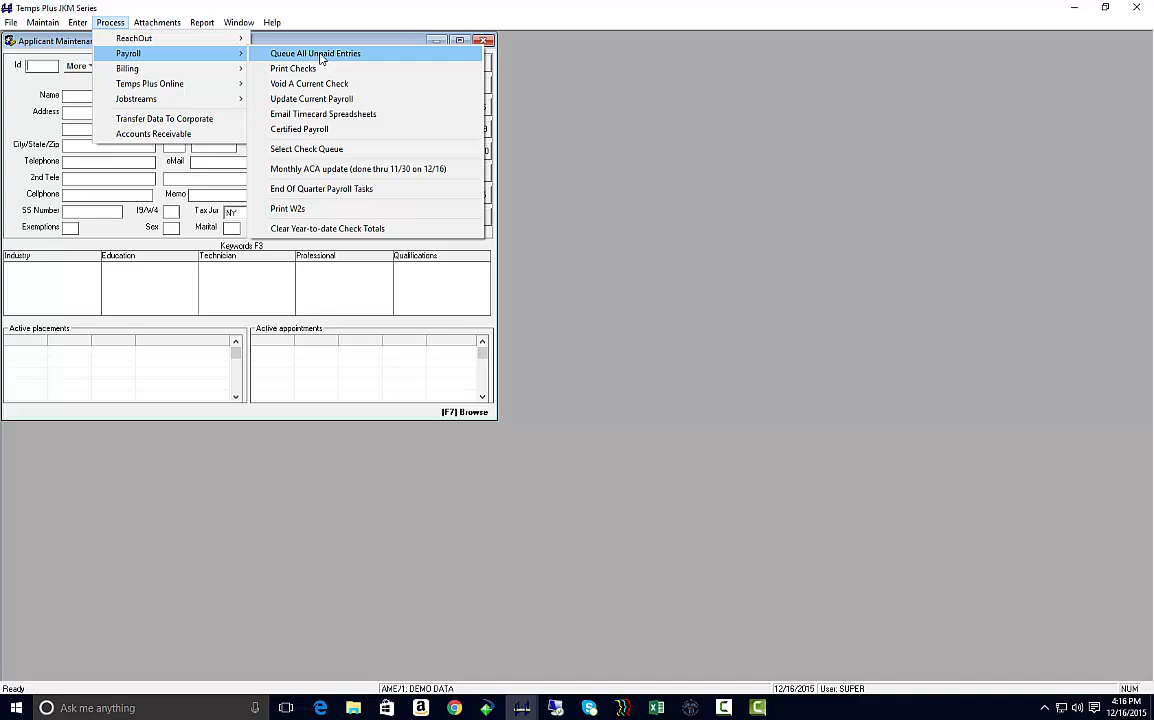 Temps Plus JKM Series
File Maintain Enter Process Attachments Report Window Help
Applicant Maintenan
ReachOut
Payroll
Billing
Temps Plus Online
Jobstreams
Transfer Data To Corporate
Accounts Receivable
Queue All Unpaid Entries
Print Checks
Void A Current Check
Update Current Payroll
Email Timecard Spreadsheets
Certified Payroll
Select Check Queue
Monthly ACA update (done thru 11/30 on 12/16)
End Of Quarter Payroll Tasks
Print W2s
Clear Year-to-date Check Totals
Id More
Name
Address
City/State/Zip
Telephone eMail
2nd Tele
Cellphone Memo
SS Number I9/W4 Tax Jur NY
Exemptions Sex Marital
Keywords F3
Industry Education Technician Professional Qualifications
Active placements Active appointments
[F7] Browse
Ready AME/1: DEMO DATA 12/16/2015 User: SUPER NUM
Ask me anything
4:16 PM
12/16/2015